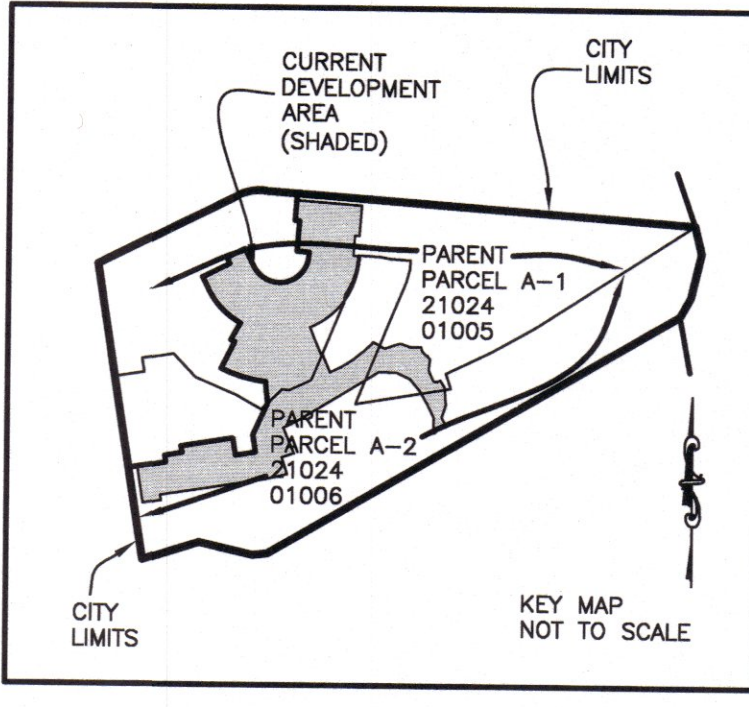 CURRENT
DEVELOPMENT
AREA
(SHADED)
CITY
LIMITS
PARENT
PARCEL A-1
21024
01005
PARENT
PARCEL A-2
21024
01006
CITY
LIMITS
KEY MAP
NOT TO SCALE